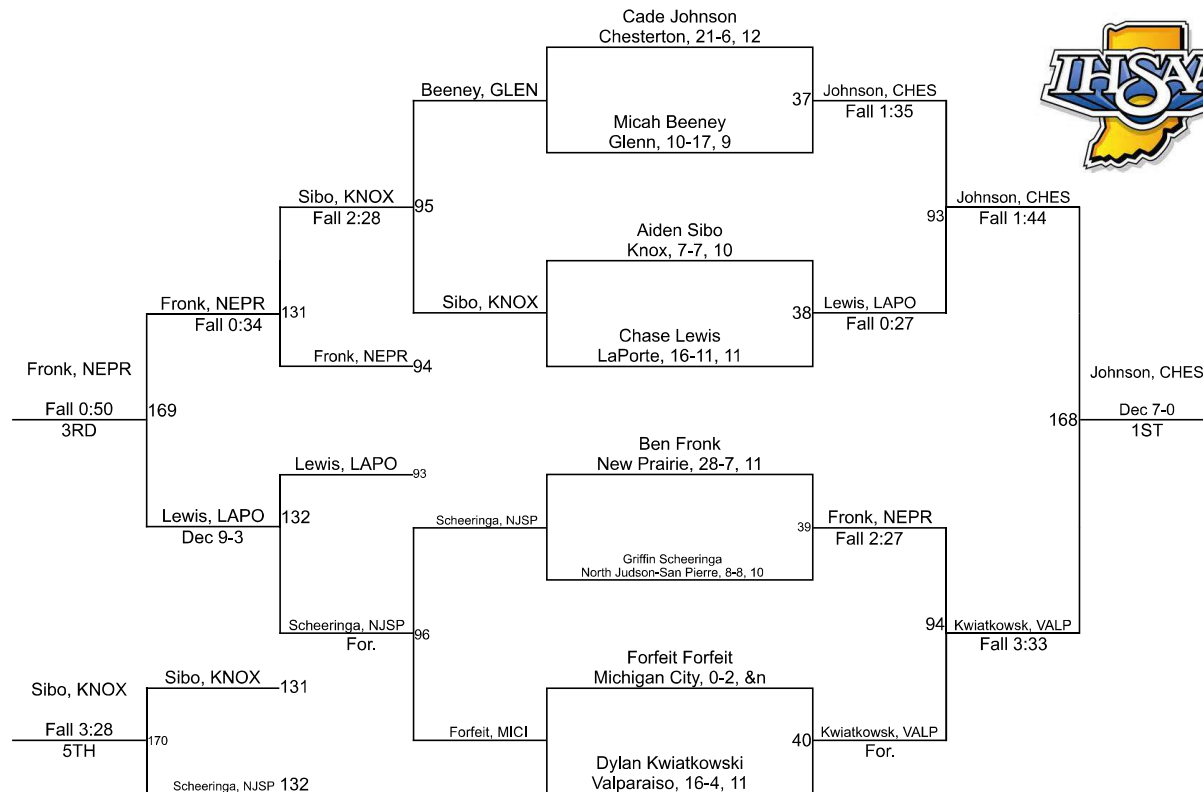 Cade Johnson
Chesterton, 21-6, 12
IHSAA
Beeney, GLEN
37
Johnson, CHES
Fall 1:35
Micah Beeney
Glenn, 10-17, 9
Sibo, KNOX
Fall 2:28
95
Johnson, CHES
Fall 1:44
93
Aiden Sibo
Knox, 7-7, 10
Fronk, NEPR
Fall 0:34
131
Sibo, KNOX
38
Lewis, LAPO
Fall 0:27
Chase Lewis
LaPorte, 16-11, 11
Fronk, NEPR
94
Fronk, NEPR
Fall 0:50
3RD
169
Johnson, CHES
168
Dec 7-0
1ST
Ben Fronk
New Prairie, 28-7, 11
Lewis, LAPO
93
Lewis, LAPO
Dec 9-3
132
Scheeringa, NJSP
39
Fronk, NEPR
Fall 2:27
Griffin Scheeringa
North Judson-San Pierre, 8-8, 10
Scheeringa, NJSP
For.
96
94
Kwiatkowsk, VALP
Fall 3:33
Forfeit Forfeit
Michigan City, 0-2, &n
Sibo, KNOX
Fall 3:28
5TH
Sibo, KNOX
131
170
Forfeit, MICI
40
Kwiatkowsk, VALP
For.
Dylan Kwiatkowski
Valparaiso, 16-4, 11
Scheeringa, NJSP
132